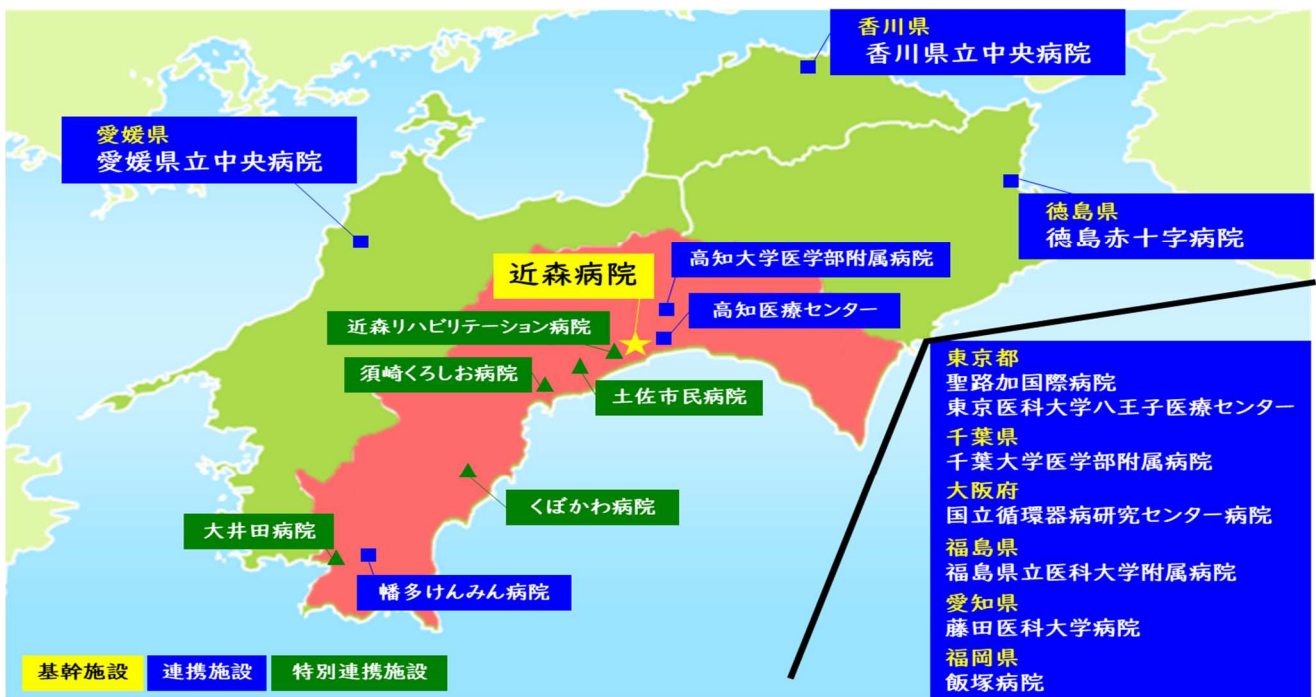 香川県
香川県立中央病院
愛媛県
愛媛県立中央病院
徳島県
徳島赤十字病院
近森病院
高知大学医学部附属病院
高知医療センター
近森リハビリテーション病院
須崎くろしお病院
土佐市民病院
くぼかわ病院
大井田病院
幡多けんみん病院
東京都
聖路加国際病院
東京医科大学八王子医療センター
千葉県
千葉大学医学部附属病院
大阪府
国立循環器病研究センター病院
福島県
福島県立医科大学附属病院
愛知県
藤田医科大学病院
福岡県
飯塚病院
基幹施設 連携施設 特別連携施設